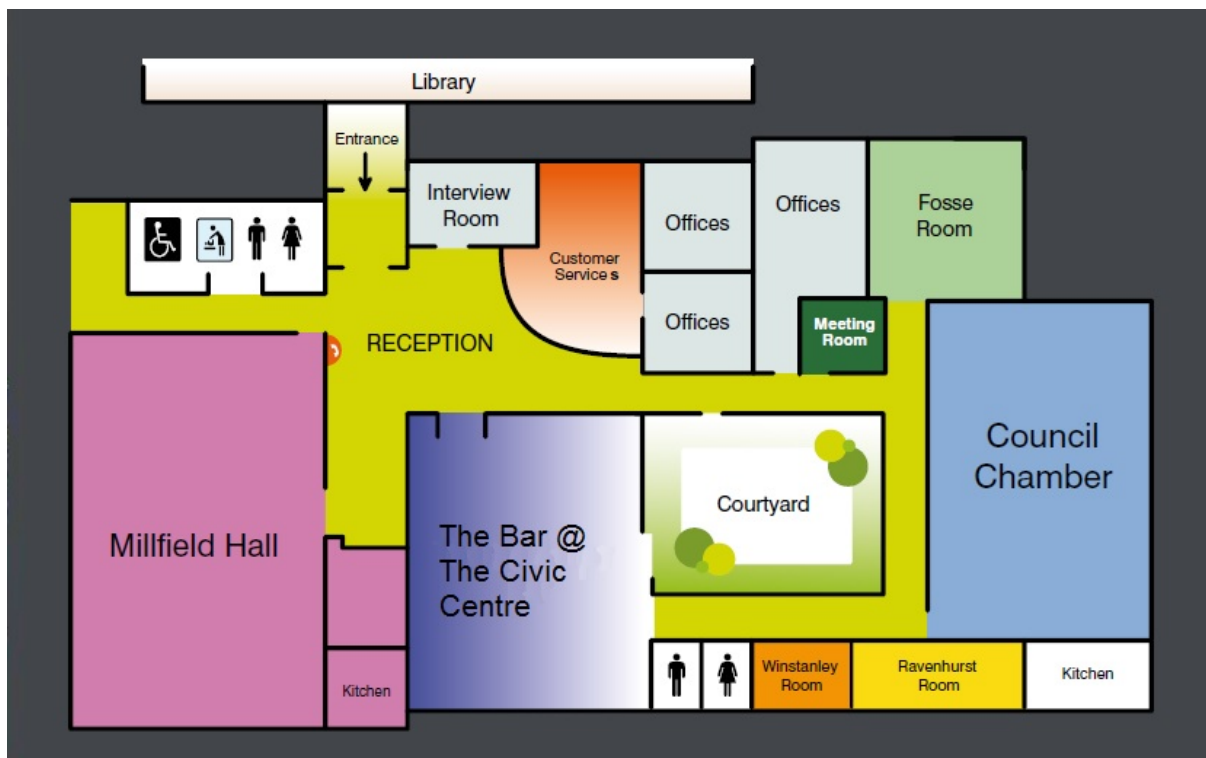 Library
Entrance
Interview
Room
Customer
Service s
Offices
Offices
Offices
Fosse
Room
Meeting
Room
RECEPTION
Council
Chamber
Courtyard
Millfield Hall
The Bar @
The Civic
Centre
Kitchen
Winstanley
Room
Ravenhurst
Room
Kitchen